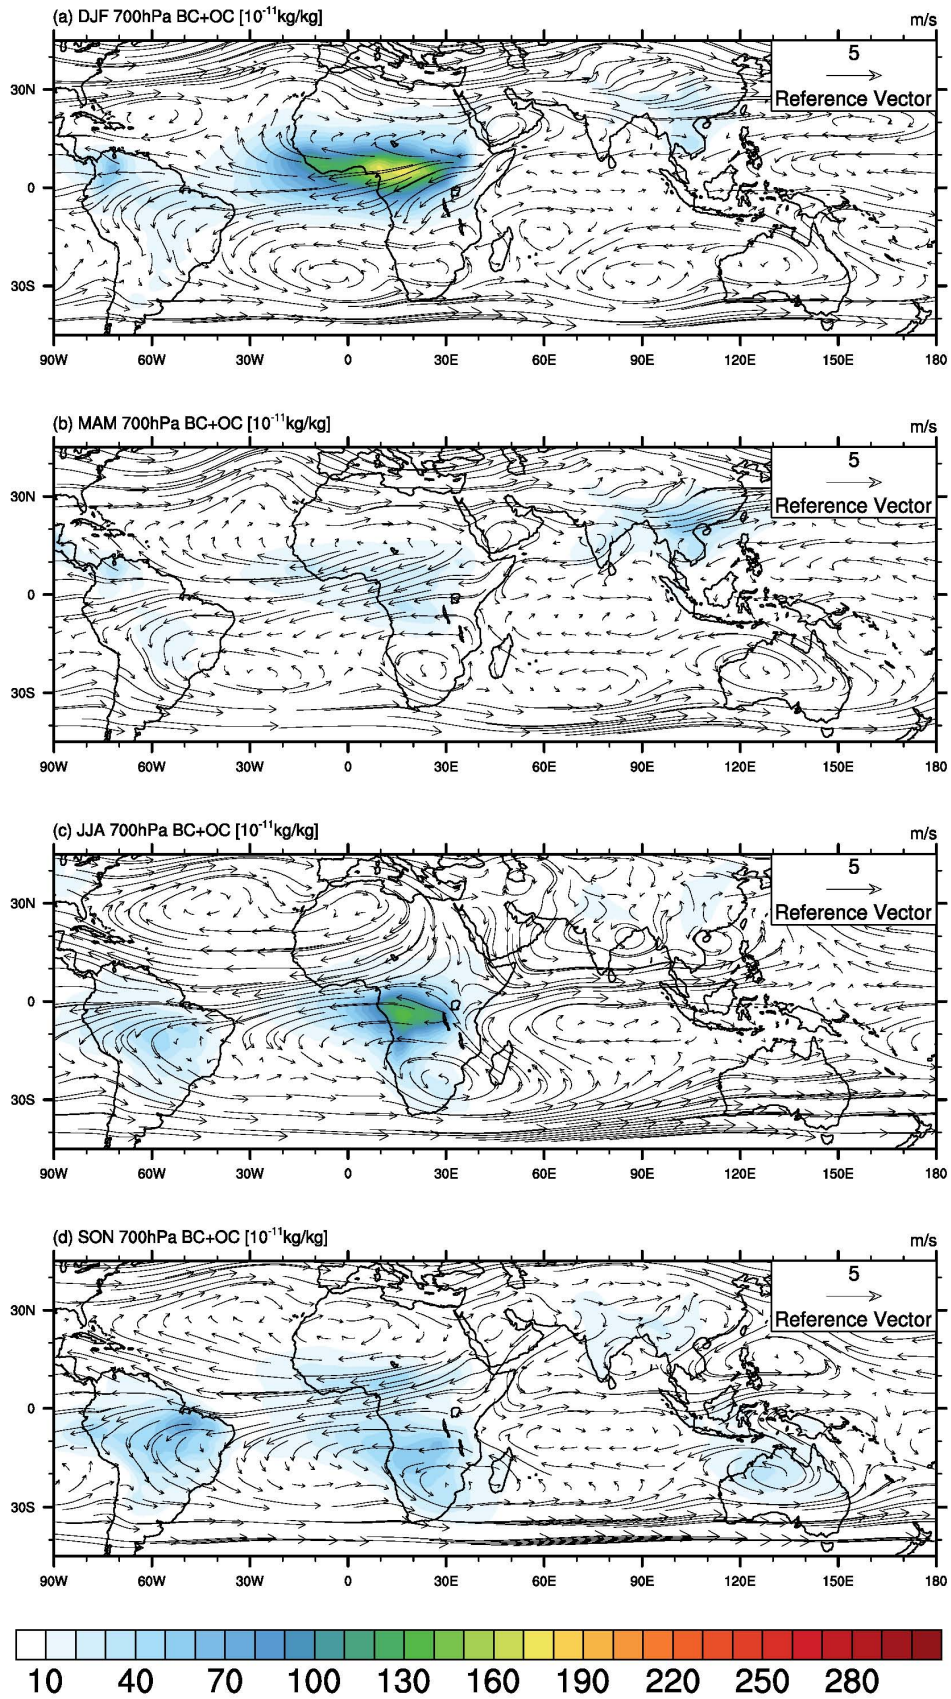 (a) DJF 700hPa BC+OC [10⁻¹¹kg/kg] m/s
5
Reference Vector
30N
0
30S
90W 60W 30W 0 30E 60E 90E 120E 150E 180
(b) MAM 700hPa BC+OC [10⁻¹¹kg/kg] m/s
5
Reference Vector
30N
0
30S
90W 60W 30W 0 30E 60E 90E 120E 150E 180
(c) JJA 700hPa BC+OC [10⁻¹¹kg/kg] m/s
5
Reference Vector
30N
0
30S
90W 60W 30W 0 30E 60E 90E 120E 150E 180
(d) SON 700hPa BC+OC [10⁻¹¹kg/kg] m/s
5
Reference Vector
30N
0
30S
90W 60W 30W 0 30E 60E 90E 120E 150E 180
10 40 70 100 130 160 190 220 250 280